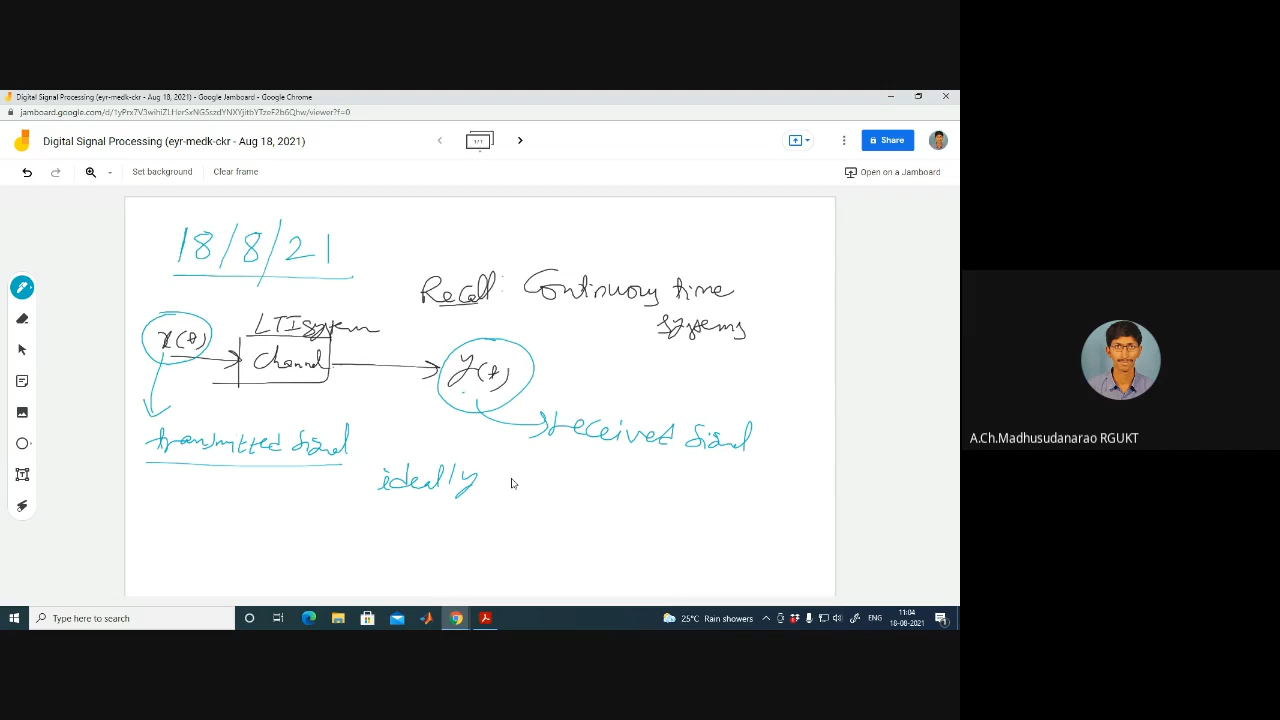 Digital Signal Processing (eyr-medk-ckr - Aug 18, 2021) - Google Jamboard - Google Chrome
Digital Signal Processing (eyr-medk-ckr - Aug 18, 2021)
1/1
Share
Set background
Clear frame
Open on a Jamboard
18/8/21
Recall: Continuous time
systems
LTI system
x(t)
Channel
y(t)
transmitted signal
received signal
ideally
A.Ch.Madhusudanarao RGUKT
Type here to search
25°C Rain showers
ENG
11:04
18-08-2021